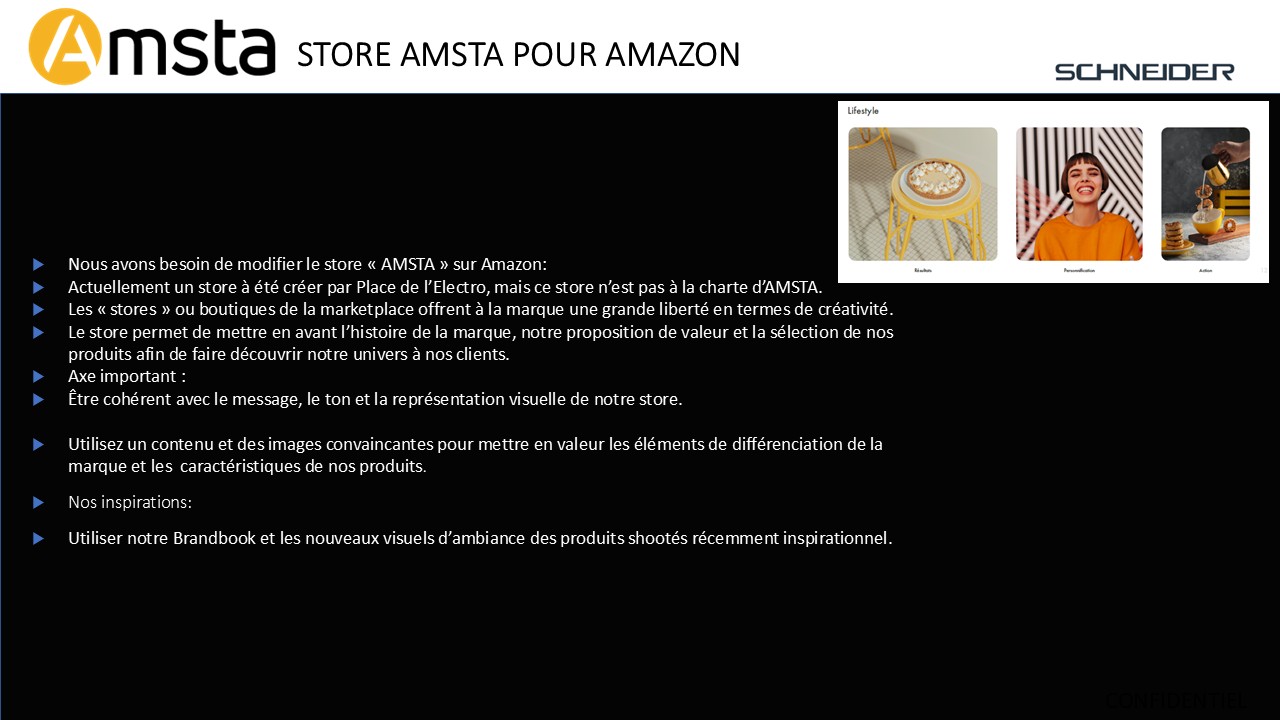 Amsta STORE AMSTA POUR AMAZON
SCHNEIDER
Lifestyle
Résultats Personnification Action
Nous avons besoin de modifier le store « AMSTA » sur Amazon:
Actuellement un store à été créer par Place de l’Electro, mais ce store n’est pas à la charte d’AMSTA.
Les « stores » ou boutiques de la marketplace offrent à la marque une grande liberté en termes de créativité.
Le store permet de mettre en avant l’histoire de la marque, notre proposition de valeur et la sélection de nos
produits afin de faire découvrir notre univers à nos clients.
Axe important :
Être cohérent avec le message, le ton et la représentation visuelle de notre store.
Utilisez un contenu et des images convaincantes pour mettre en valeur les éléments de différenciation de la
marque et les caractéristiques de nos produits.
Nos inspirations:
Utiliser notre Brandbook et les nouveaux visuels d’ambiance des produits shootés récemment inspirationnel.
CONFIDENTIEL